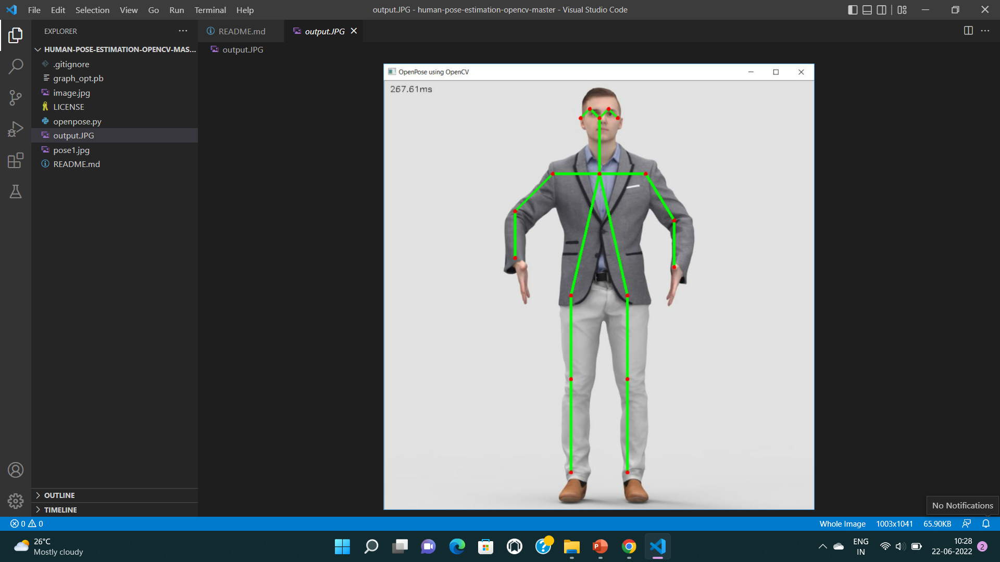 File Edit Selection View Go Run Terminal Help
output.JPG - human-pose-estimation-opencv-master - Visual Studio Code
EXPLORER
HUMAN-POSE-ESTIMATION-OPENCV-MAS...
.gitignore
graph_opt.pb
image.jpg
LICENSE
openpose.py
output.JPG
pose1.jpg
README.md
OUTLINE
TIMELINE
README.md
output.JPG
output.JPG
OpenPose using OpenCV
267.61ms
No Notifications
0 0
Whole Image 1003x1041 65.90KB
26°C
Mostly cloudy
P
ENG
IN
10:28
22-06-2022
2